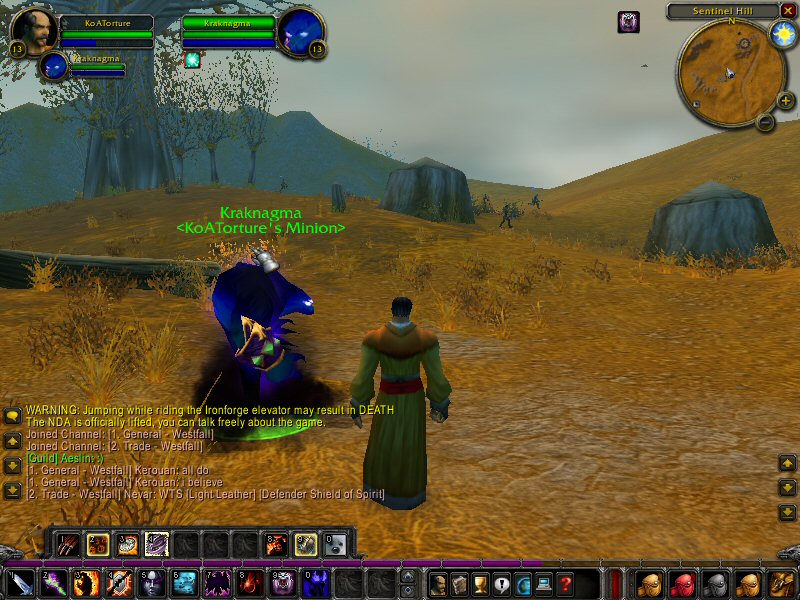 KoATorture
Kraknagma
Sentinel Hill
N
13
13
Kraknagma
Kraknagma
<KoATorture's Minion>
WARNING: Jumping while riding the Ironforge elevator may result in DEATH
The NDA is officially lifted, you can talk freely about the game.
Joined Channel: [1. General - Westfall]
Joined Channel: [2. Trade - Westfall]
[Guild] Aeslin: :)
[1. General - Westfall] Kerouan: all do
[1. General - Westfall] Kerouan: i believe
[2. Trade - Westfall] Nevar: WTS [Light Leather] [Defender Shield of Spirit]